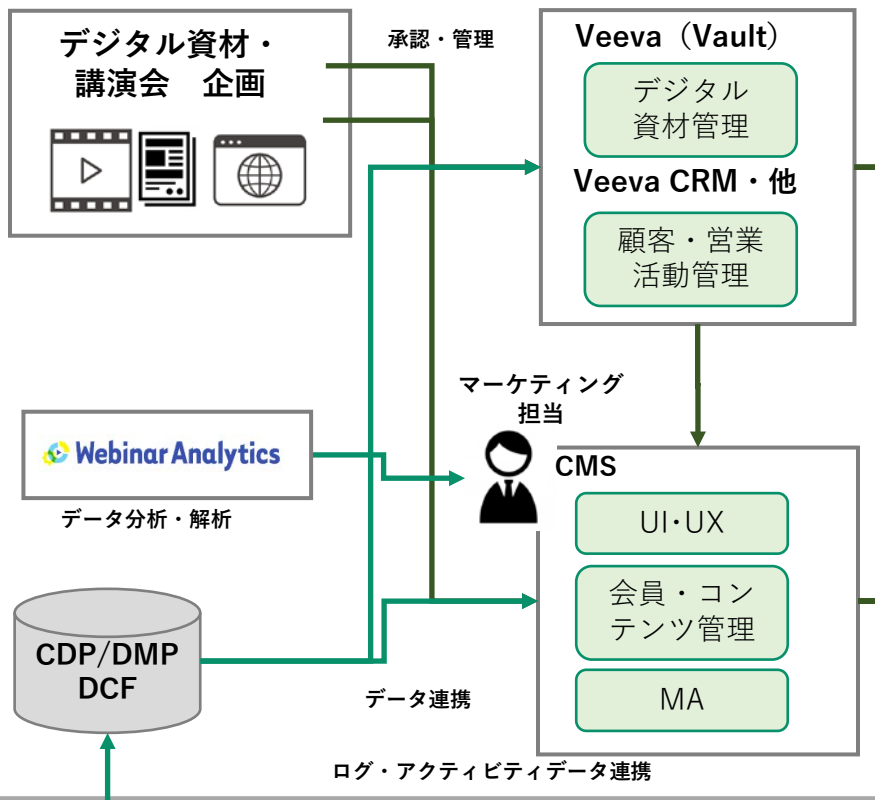 デジタル資材・
講演会　企画
承認・管理
Veeva（Vault）
デジタル
資材管理
Veeva CRM・他
顧客・営業
活動管理
マーケティング
担当
Webinar Analytics
データ分析・解析
CMS
UI・UX
会員・コン
テンツ管理
MA
CDP/DMP
DCF
データ連携
ログ・アクティビティデータ連携